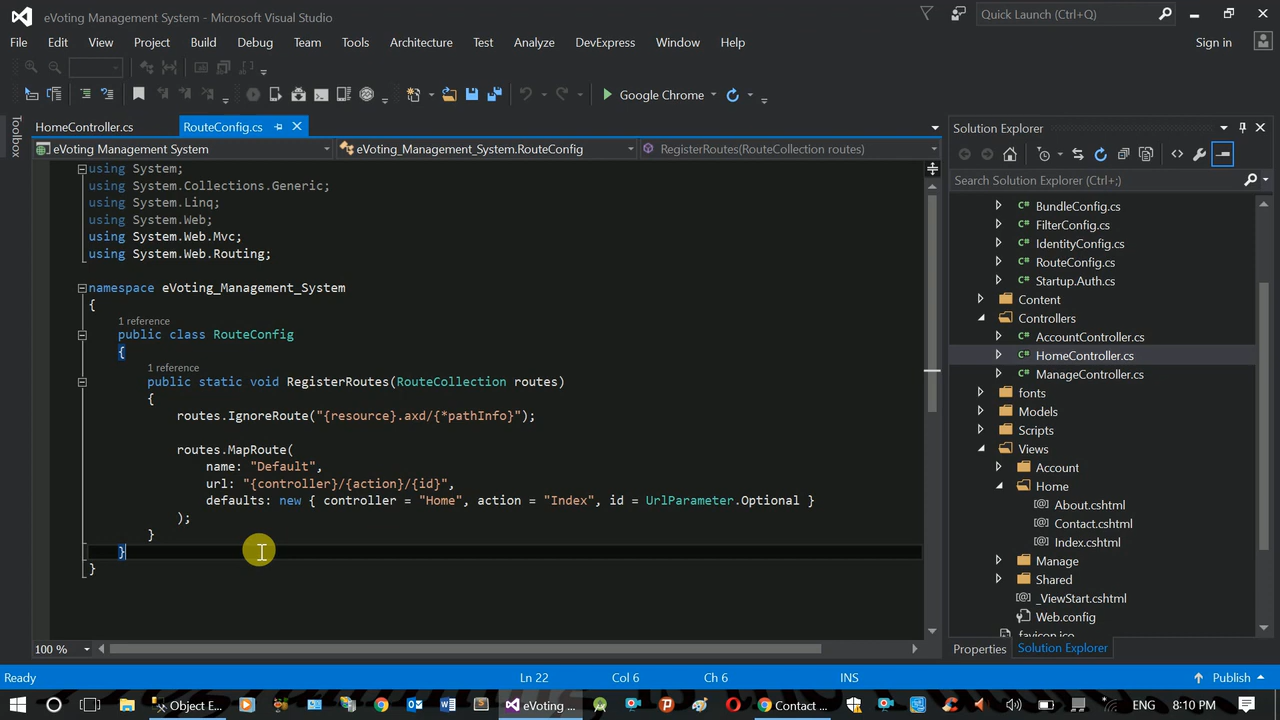 eVoting Management System - Microsoft Visual Studio
Quick Launch (Ctrl+Q)
File Edit View Project Build Debug Team Tools Architecture Test Analyze DevExpress Window Help
Sign in
Google Chrome
Toolbox
HomeController.cs
RouteConfig.cs
eVoting Management System
eVoting_Management_System.RouteConfig
RegisterRoutes(RouteCollection routes)
using System;
using System.Collections.Generic;
using System.Linq;
using System.Web;
using System.Web.Mvc;
using System.Web.Routing;
namespace eVoting_Management_System
{
1 reference
public class RouteConfig
{
1 reference
public static void RegisterRoutes(RouteCollection routes)
{
routes.IgnoreRoute("{resource}.axd/{*pathInfo}");
routes.MapRoute(
name: "Default",
url: "{controller}/{action}/{id}",
defaults: new { controller = "Home", action = "Index", id = UrlParameter.Optional }
);
}
}
}
100 %
Solution Explorer
Search Solution Explorer (Ctrl+;)
C# BundleConfig.cs
C# FilterConfig.cs
C# IdentityConfig.cs
C# RouteConfig.cs
C# Startup.Auth.cs
Content
Controllers
C# AccountController.cs
C# HomeController.cs
C# ManageController.cs
fonts
Models
Scripts
Views
Account
Home
[@] About.cshtml
[@] Contact.cshtml
[@] Index.cshtml
Manage
Shared
[@] _ViewStart.cshtml
Web.config
favicon.ico
Properties Solution Explorer
Ready
Ln 22 Col 6 Ch 6 INS
Publish
Object E...
eVoting ...
Contact ...
ENG
8:10 PM